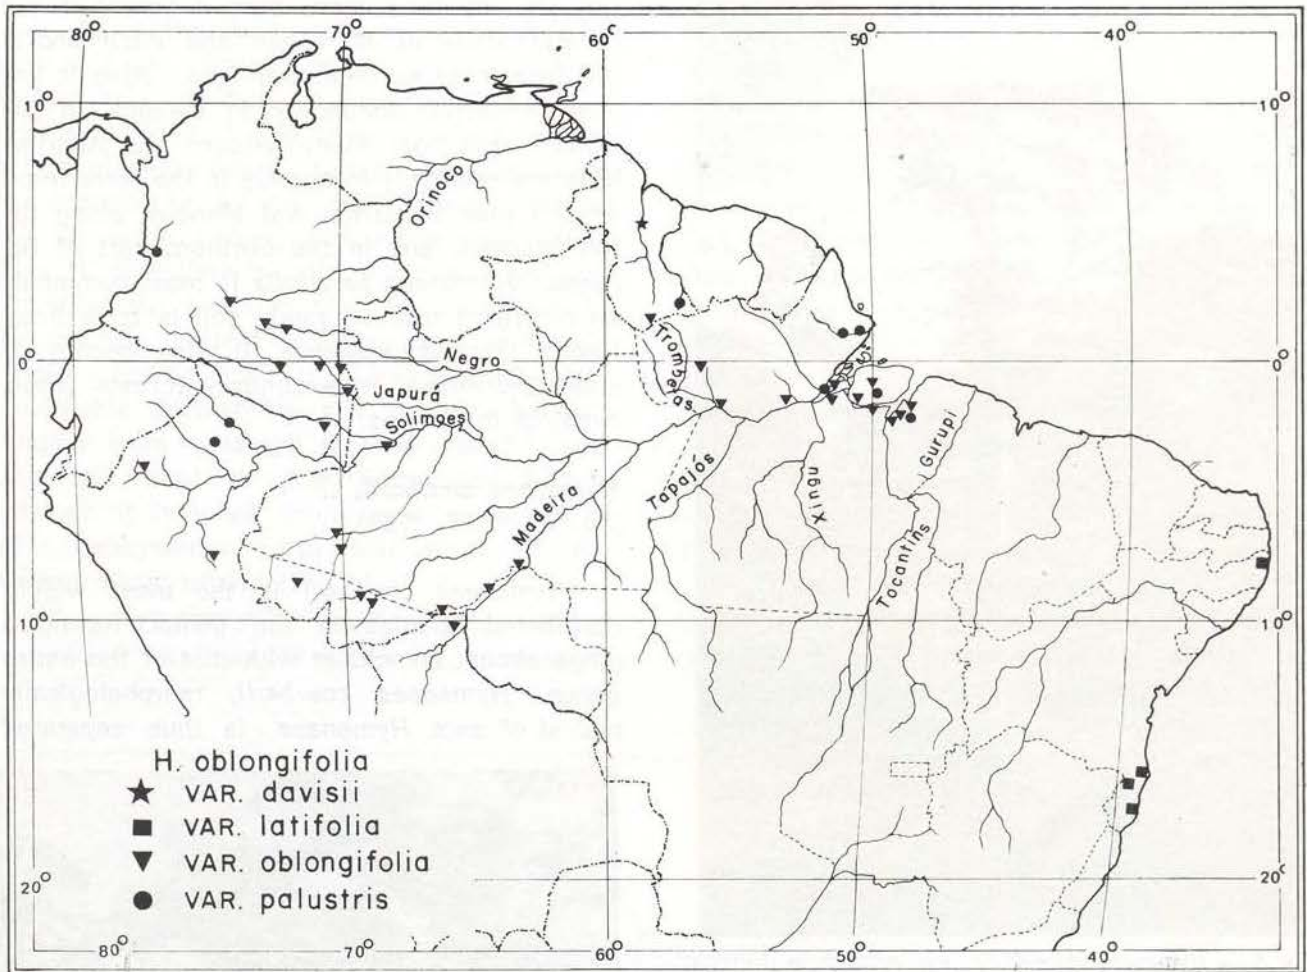 80° 70° 60° 50° 40°
10° 10°
Orinoco
0° Negro Trombetas 0°
Japurá
Solimoes
Madeira Tapajós Xingu Tocantins Gurupi
10° 10°
H. oblongifolia
★ VAR. davisii
■ VAR. latifolia
▼ VAR. oblongifolia
● VAR. palustris
20° 20°
80° 70° 60° 50° 40°